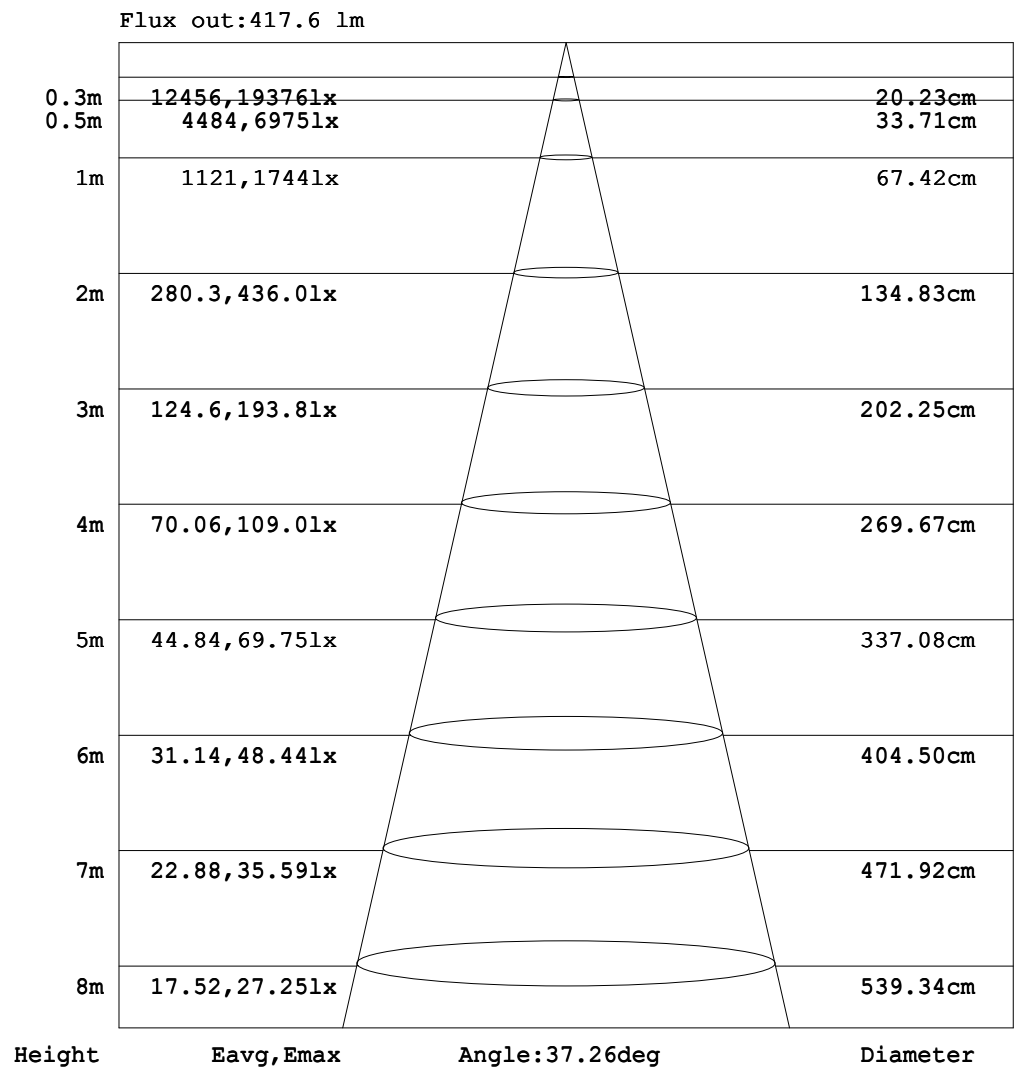 Flux out:417.6 lm
0.3m 12456,19376lx 20.23cm
0.5m 4484,6975lx 33.71cm
1m 1121,1744lx 67.42cm
2m 280.3,436.0lx 134.83cm
3m 124.6,193.8lx 202.25cm
4m 70.06,109.0lx 269.67cm
5m 44.84,69.75lx 337.08cm
6m 31.14,48.44lx 404.50cm
7m 22.88,35.59lx 471.92cm
8m 17.52,27.25lx 539.34cm
Height Eavg,Emax Angle:37.26deg Diameter